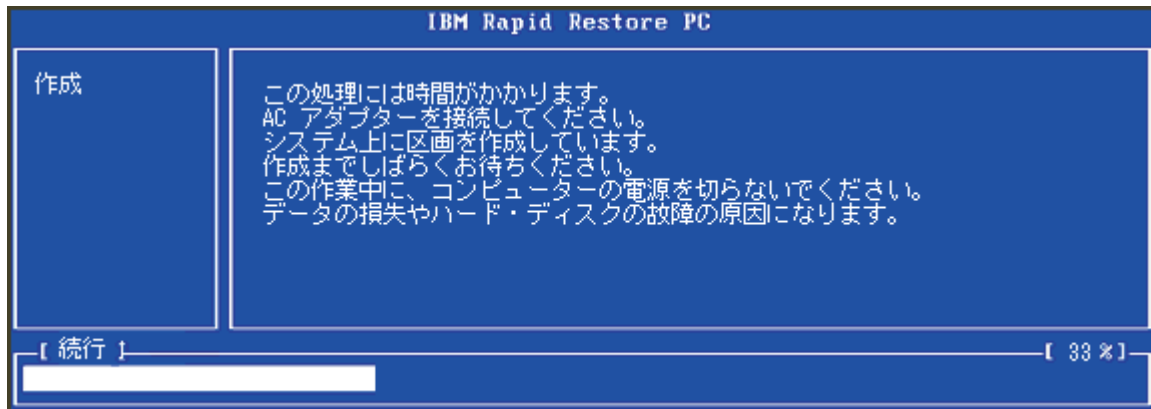 IBM Rapid Restore PC
作成
この処理には時間がかかります。
AC アダプターを接続してください。
システム上に区画を作成しています。
作成までしばらくお待ちください。
この作業中に、コンピューターの電源を切らないでください。
データの損失やハード・ディスクの故障の原因になります。
[ 続行 ]
[ 33 %]